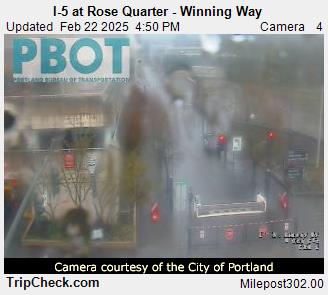 I-5 at Rose Quarter - Winning Way
Updated Feb 22 2025 4:50 PM Camera 4
PBOT
PORTLAND BUREAU OF TRANSPORTATION
Camera courtesy of the City of Portland
TripCheck.com Milepost302.00